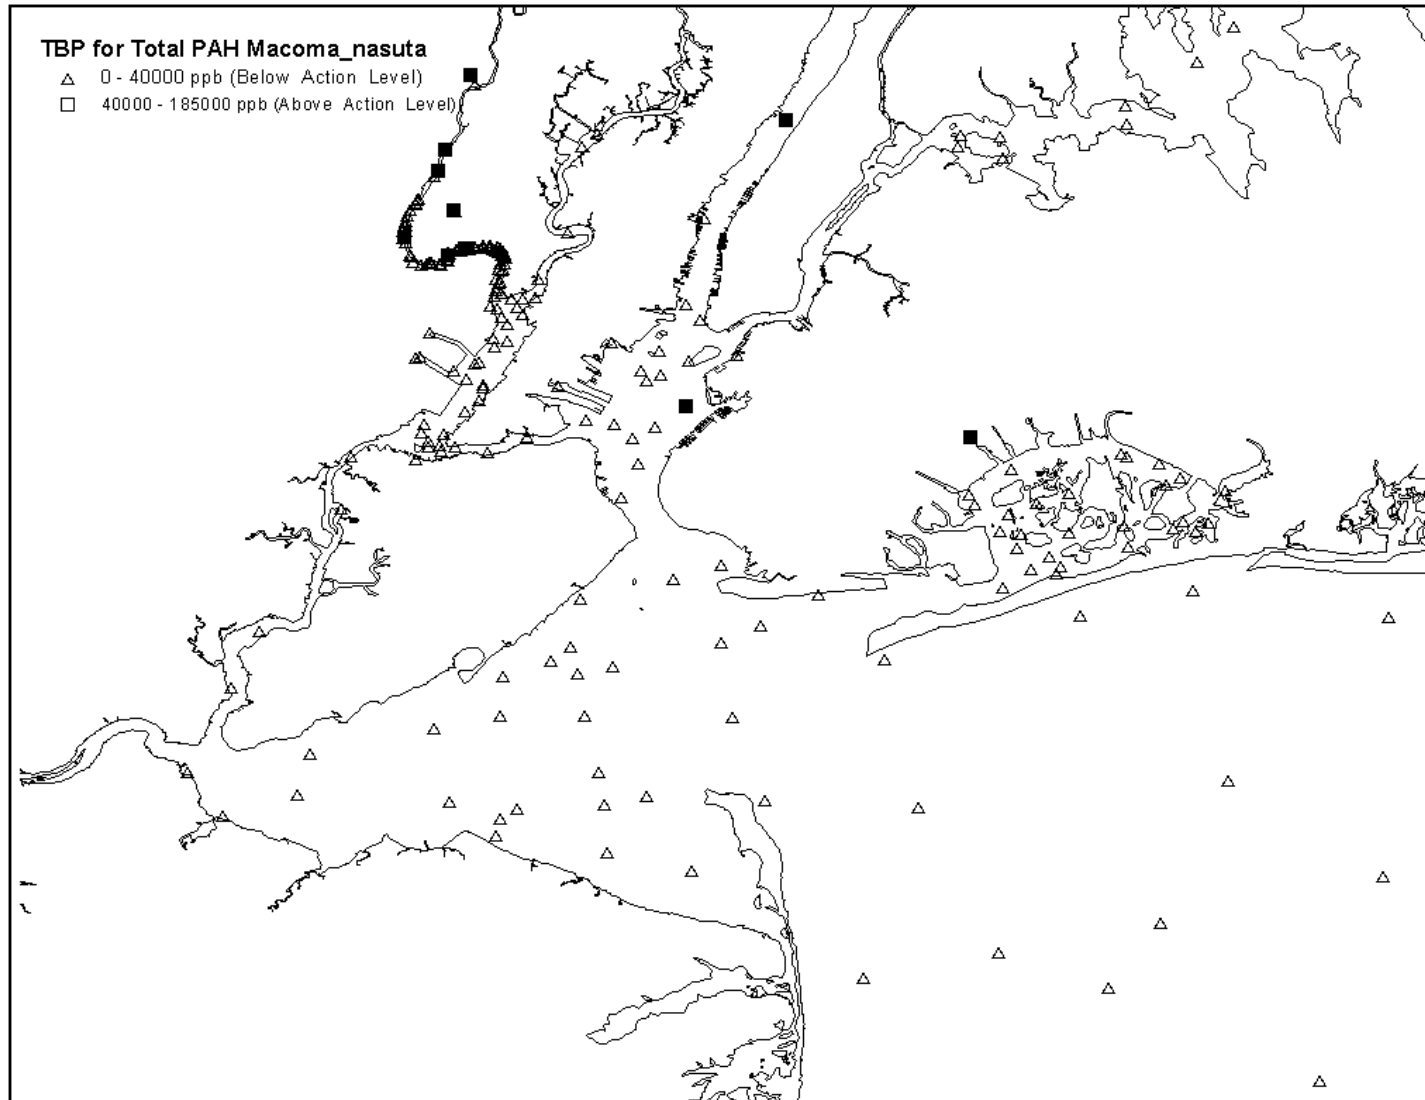 TBP for Total PAH Macoma_nasuta
0 - 40000 ppb (Below Action Level)
40000 - 185000 ppb (Above Action Level)